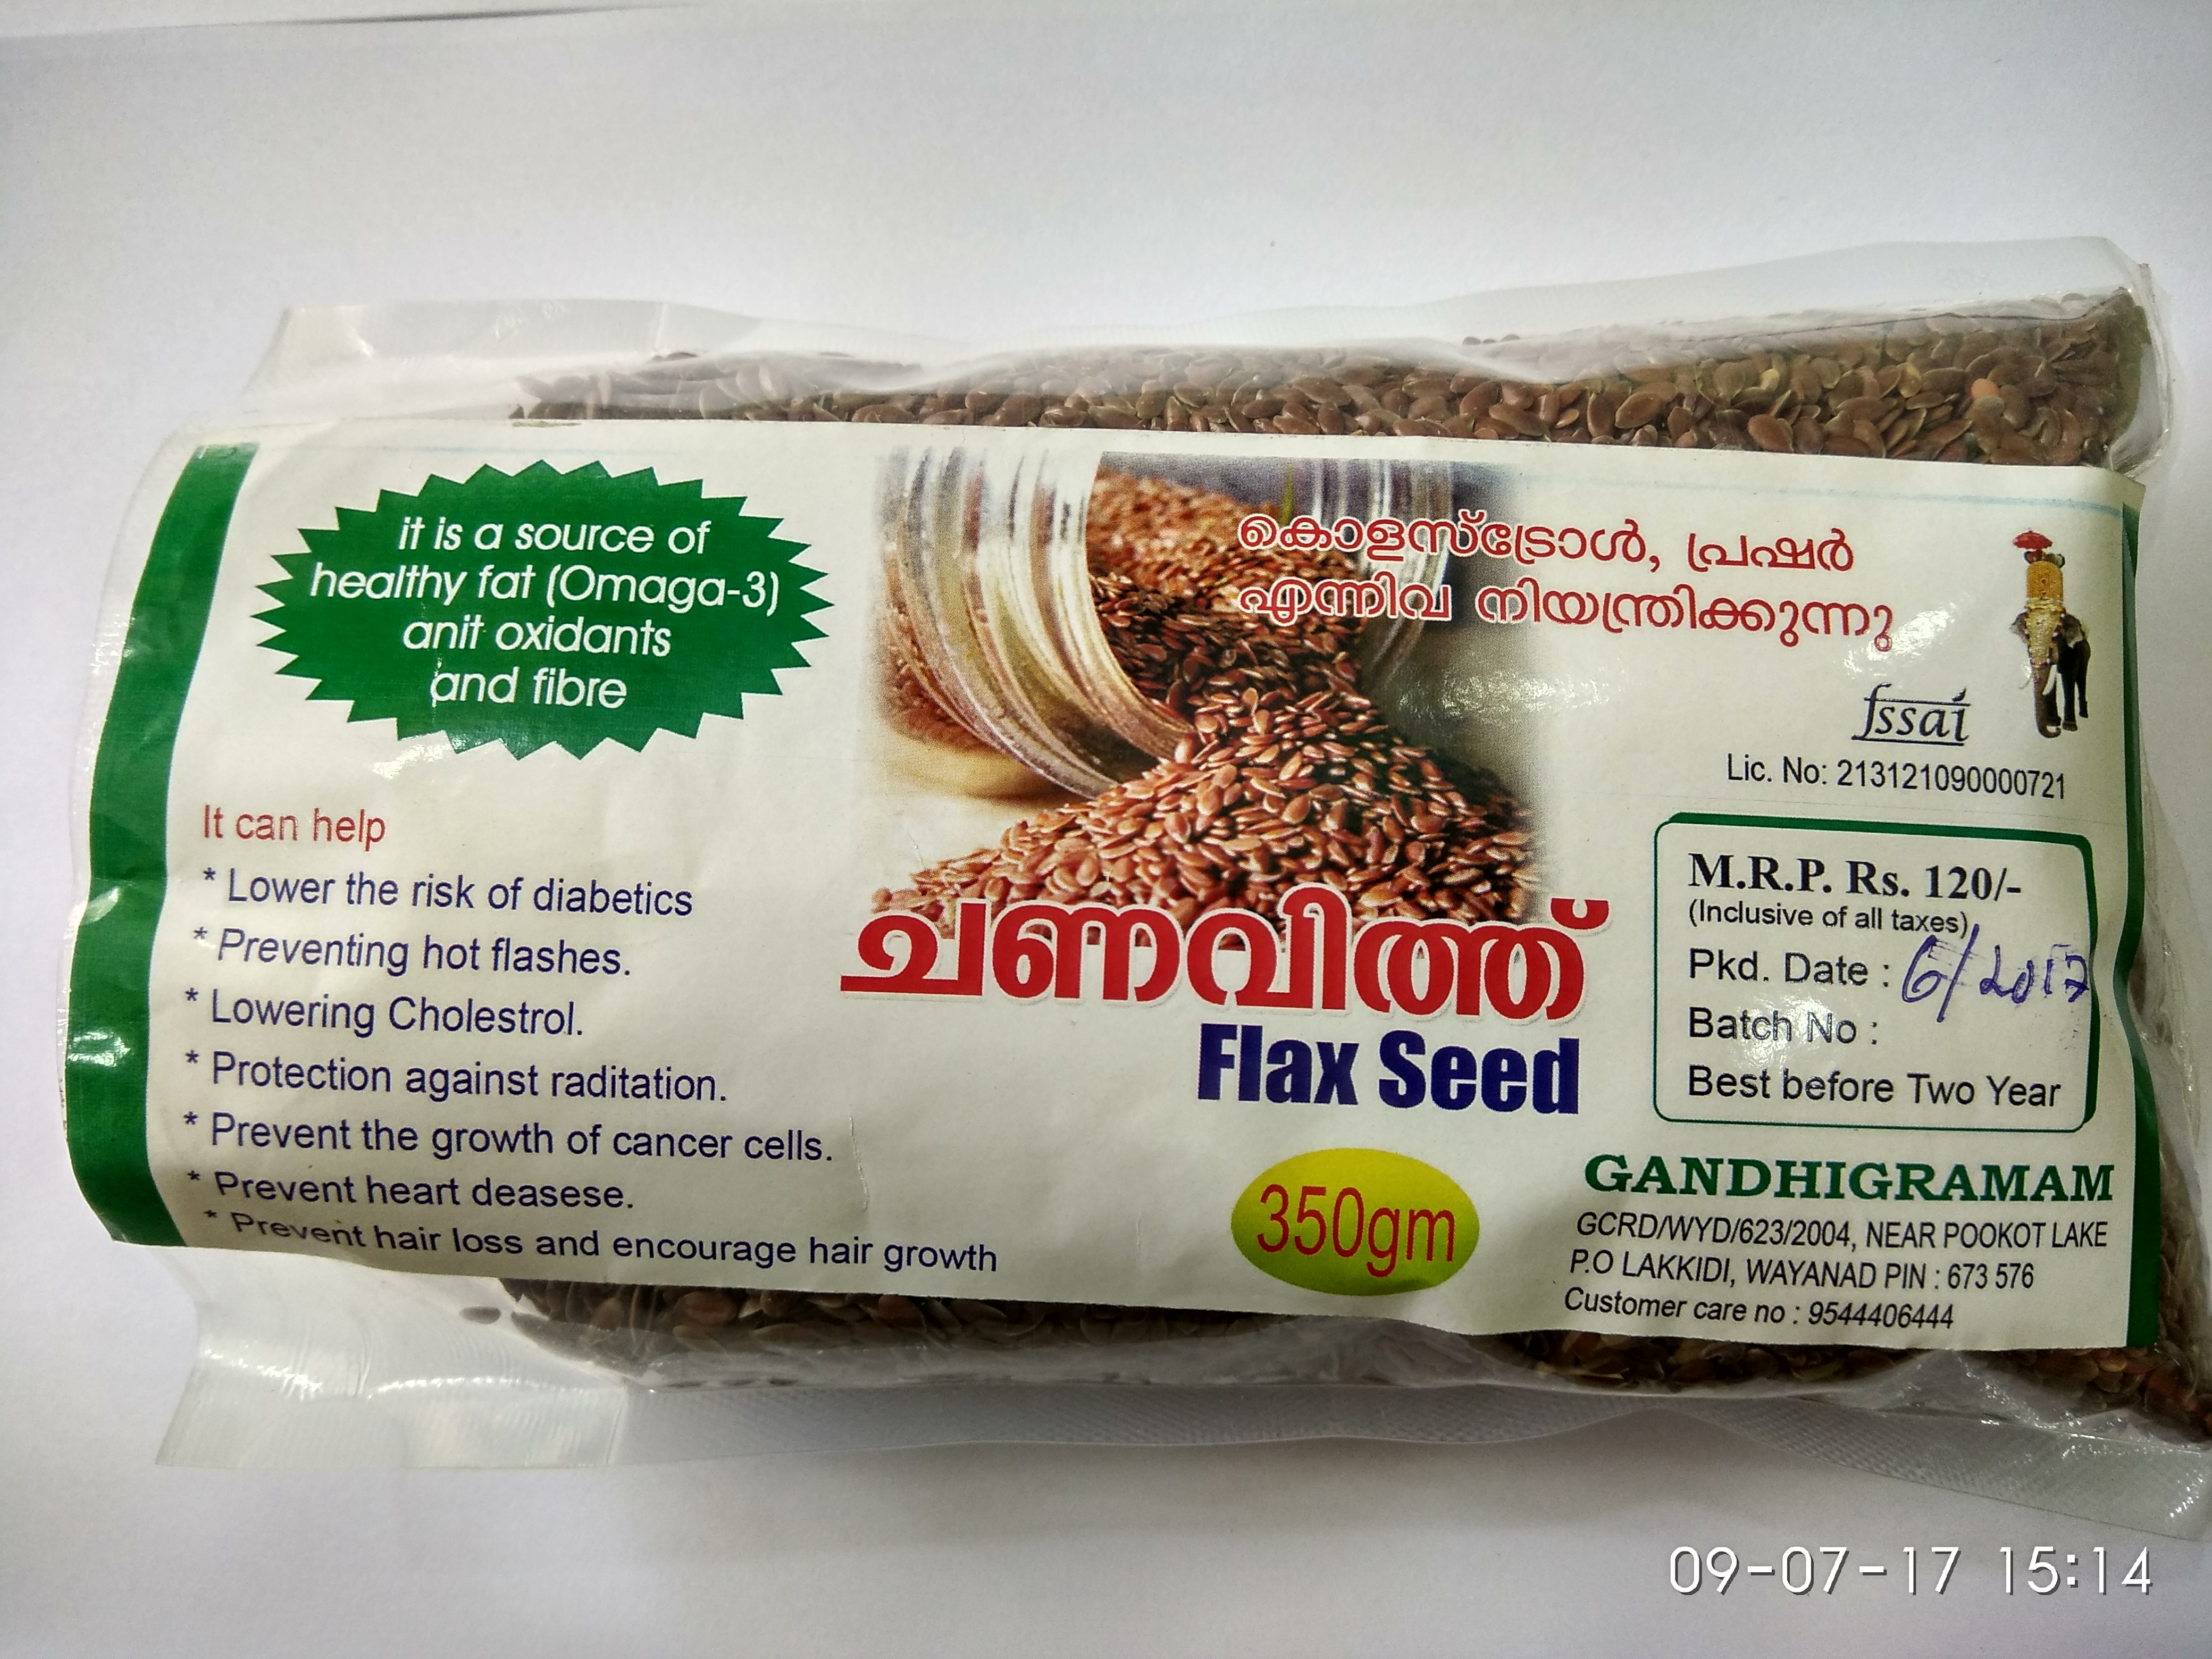 it is a source of
healthy fat (Omaga-3)
anit oxidants
and fibre
It can help
* Lower the risk of diabetics
* Preventing hot flashes.
* Lowering Cholestrol.
* Protection against raditation.
* Prevent the growth of cancer cells.
* Prevent heart deasese.
* Prevent hair loss and encourage hair growth
കൊളസ്ട്രോൾ, പ്രഷർ
എന്നിവ നിയന്ത്രിക്കുന്നു
ചണവിത്ത്
Flax Seed
350gm
fssai
Lic. No: 213121090000721
M.R.P. Rs. 120/-
(Inclusive of all taxes)
Pkd. Date : 6/2017
Batch No :
Best before Two Year
GANDHIGRAMAM
GCRD/WYD/623/2004, NEAR POOKOT LAKE
P.O LAKKIDI, WAYANAD PIN : 673 576
Customer care no : 9544406444
09-07-17 15:14